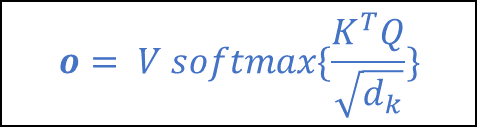 o = V softmax{K^T Q / √d_k}